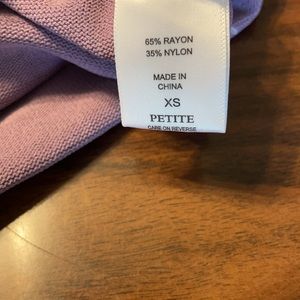 65% RAYON
35% NYLON
MADE IN
CHINA
XS
PETITE
CARE ON REVERSE